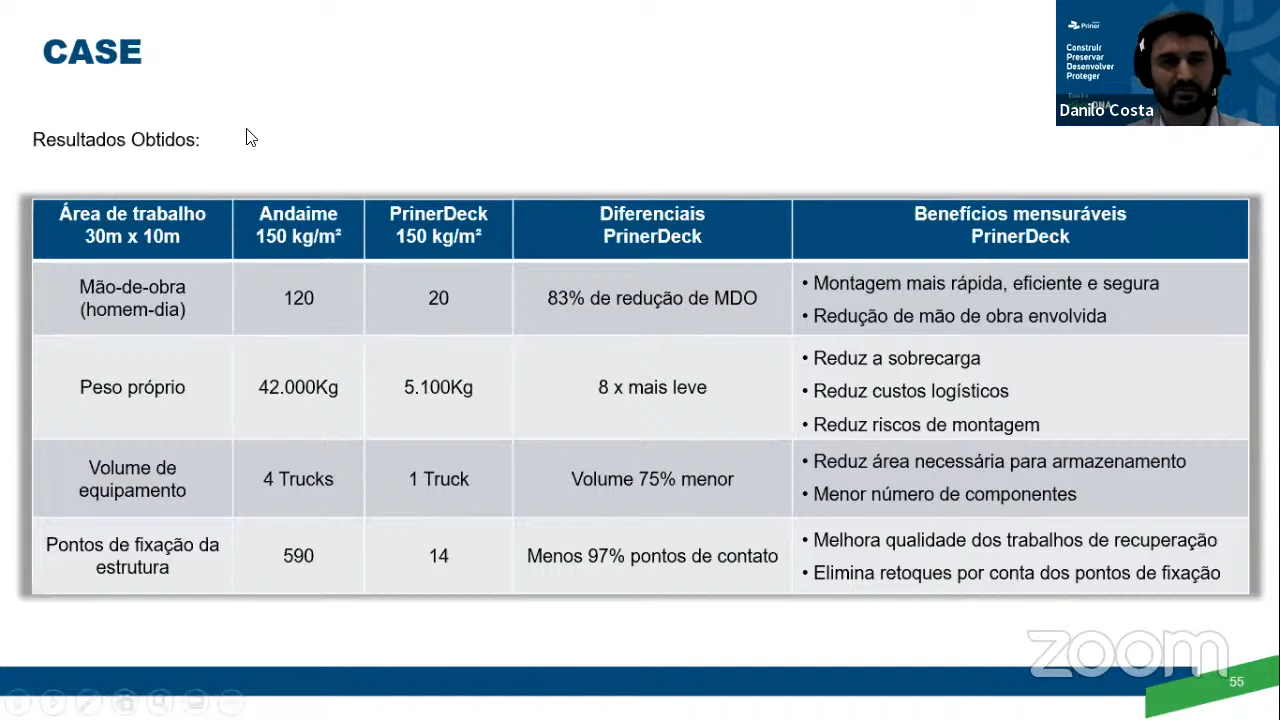 CASE
Priner
Construir
Preservar
Desenvolver
Proteger
Danilo Costa
Resultados Obtidos:
Área de trabalho
30m x 10m
Andaime
150 kg/m²
PrinerDeck
150 kg/m²
Diferenciais
PrinerDeck
Benefícios mensuráveis
PrinerDeck
Mão-de-obra
(homem-dia)
120
20
83% de redução de MDO
• Montagem mais rápida, eficiente e segura
• Redução de mão de obra envolvida
Peso próprio
42.000Kg
5.100Kg
8 x mais leve
• Reduz a sobrecarga
• Reduz custos logísticos
• Reduz riscos de montagem
Volume de
equipamento
4 Trucks
1 Truck
Volume 75% menor
• Reduz área necessária para armazenamento
• Menor número de componentes
Pontos de fixação da
estrutura
590
14
Menos 97% pontos de contato
• Melhora qualidade dos trabalhos de recuperação
• Elimina retoques por conta dos pontos de fixação
zoom
55